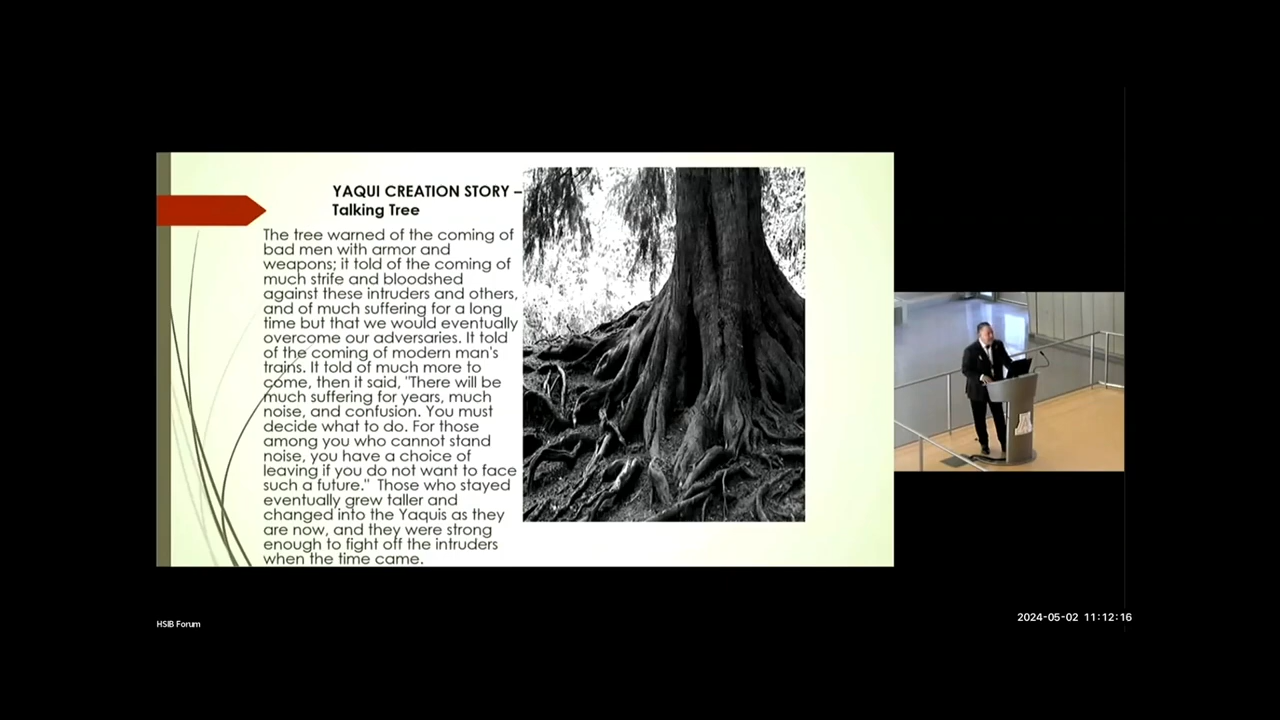 YAQUI CREATION STORY –
Talking Tree
The tree warned of the coming of
bad men with armor and
weapons; it told of the coming of
much strife and bloodshed
against these intruders and others,
and of much suffering for a long
time but that we would eventually
overcome our adversaries. It told
of the coming of modern man's
trains. It told of much more to
come, then it said, "There will be
much suffering for years, much
noise, and confusion. You must
decide what to do. For those
among you who cannot stand
noise, you have a choice of
leaving if you do not want to face
such a future." Those who stayed
eventually grew taller and
changed into the Yaquis as they
are now, and they were strong
enough to fight off the intruders
when the time came.
A
HSIB Forum
2024-05-02 11:12:16